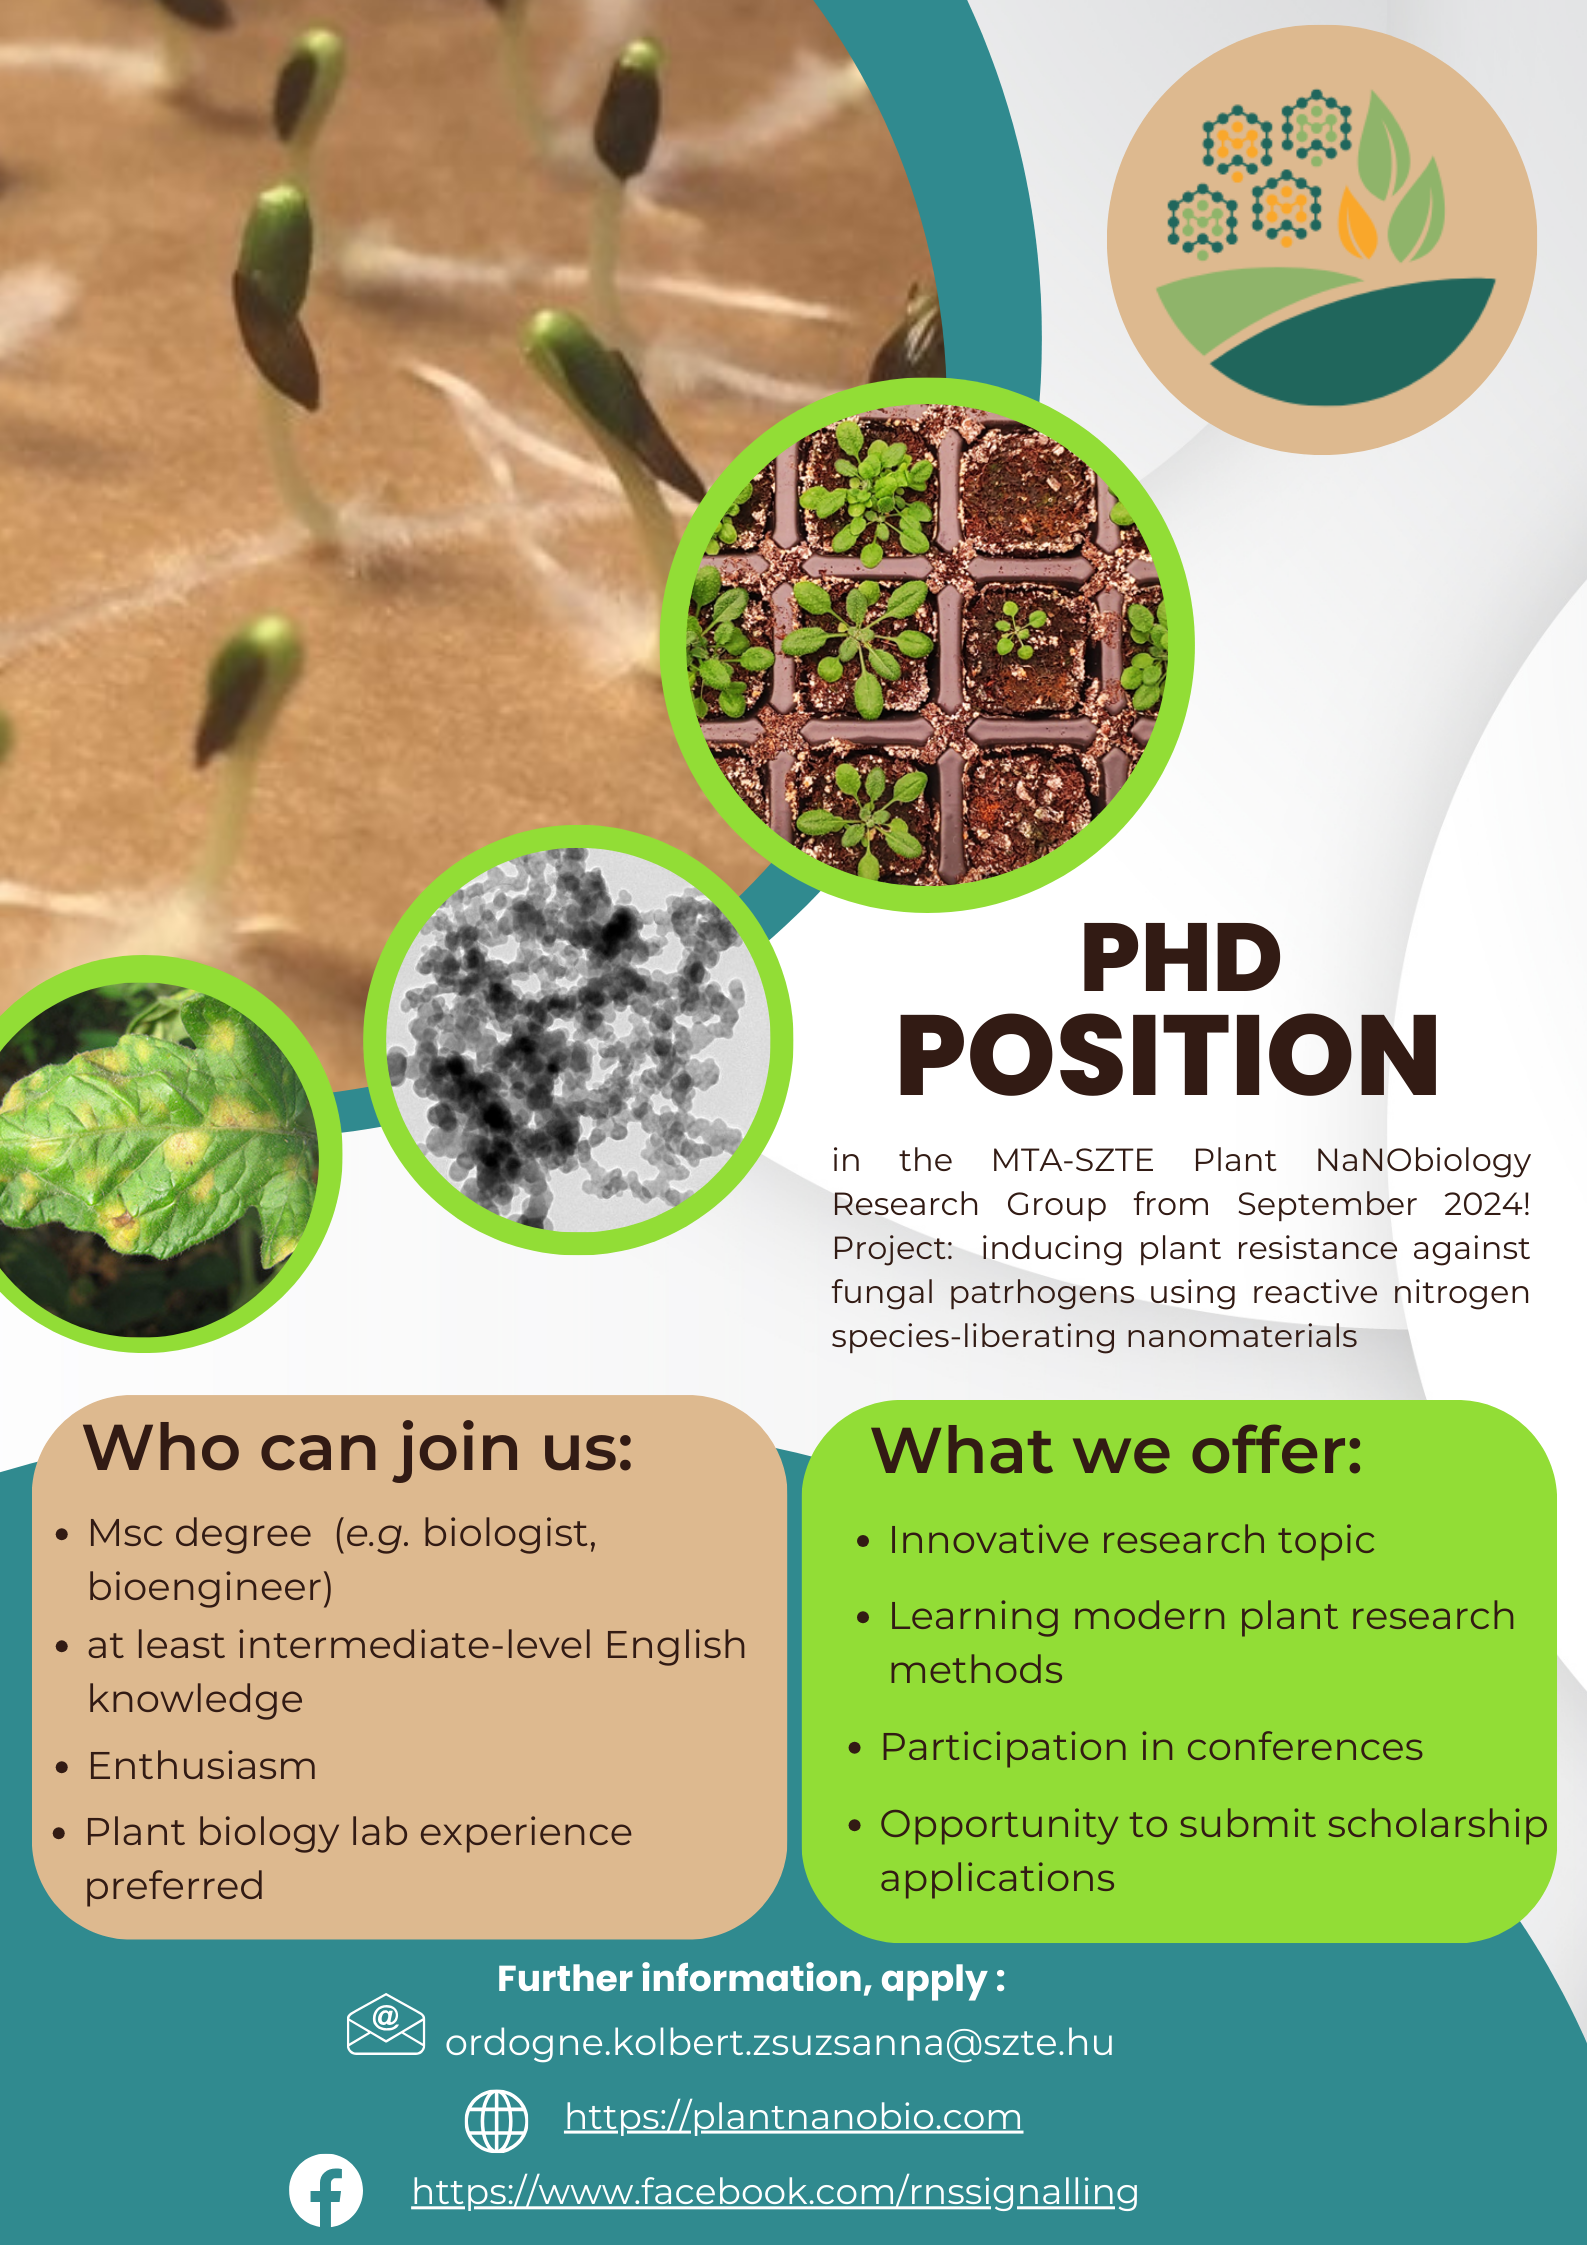 PHD
POSITION
in the MTA-SZTE Plant NaNObiology
Research Group from September 2024!
Project: inducing plant resistance against
fungal patrhogens using reactive nitrogen
species-liberating nanomaterials
Who can join us:
• Msc degree (e.g. biologist,
bioengineer)
• at least intermediate-level English
knowledge
• Enthusiasm
• Plant biology lab experience
preferred
What we offer:
• Innovative research topic
• Learning modern plant research
methods
• Participation in conferences
• Opportunity to submit scholarship
applications
Further information, apply :
@
ordogne.kolbert.zsuzsanna@szte.hu
https://plantnanobio.com
https://www.facebook.com/rnssignalling